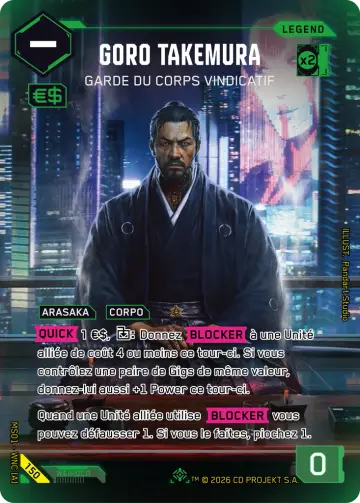 LEGEND
GORO TAKEMURA
x2
GARDE DU CORPS VINDICATIF
€$
ARASAKA CORPO
QUICK 1 €$, : Donnez BLOCKER à une Unité
alliée de coût 4 ou moins ce tour-ci. Si vous
contrôlez une paire de Gigs de même valeur,
donnez-lui aussi +1 Power ce tour-ci.
Quand une Unité alliée utilise BLOCKER vous
pouvez défausser 1. Si vous le faites, piochez 1.
ILLUST: Pandart Studio
150
0
™ © 2026 CD PROJEKT S.A.